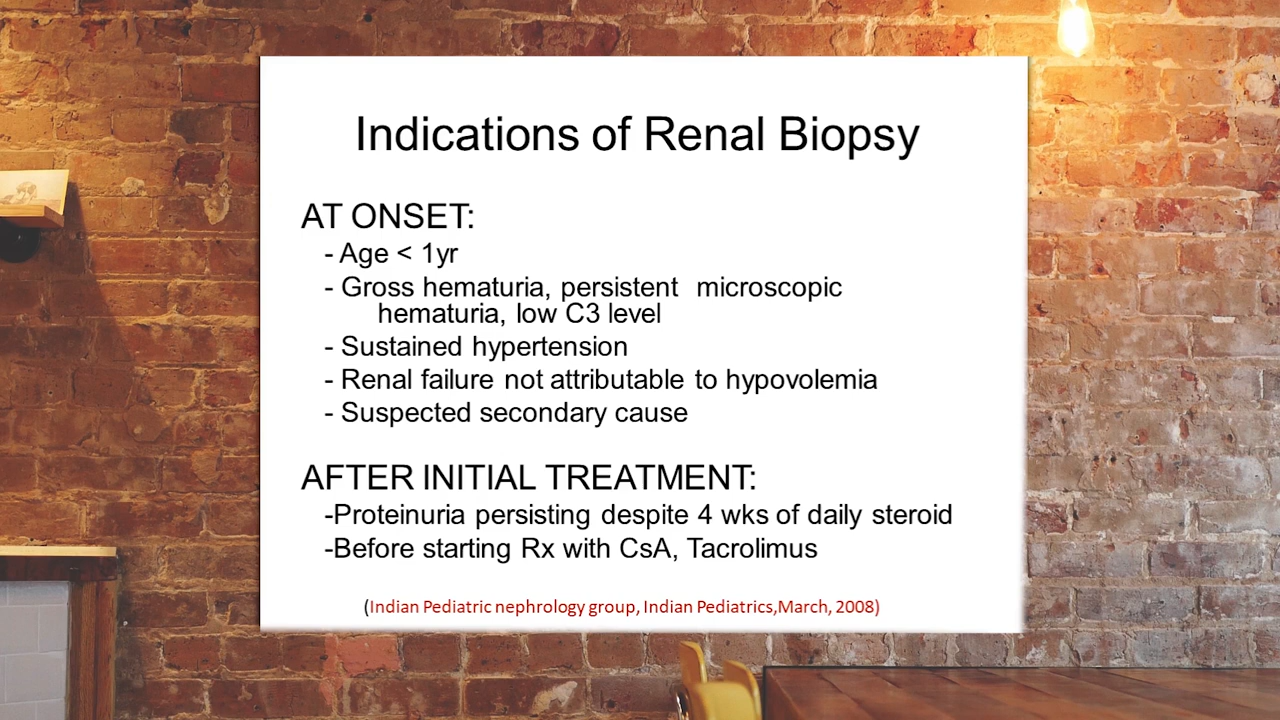 Indications of Renal Biopsy
AT ONSET:
- Age < 1yr
- Gross hematuria, persistent microscopic
hematuria, low C3 level
- Sustained hypertension
- Renal failure not attributable to hypovolemia
- Suspected secondary cause
AFTER INITIAL TREATMENT:
-Proteinuria persisting despite 4 wks of daily steroid
-Before starting Rx with CsA, Tacrolimus
(Indian Pediatric nephrology group, Indian Pediatrics,March, 2008)